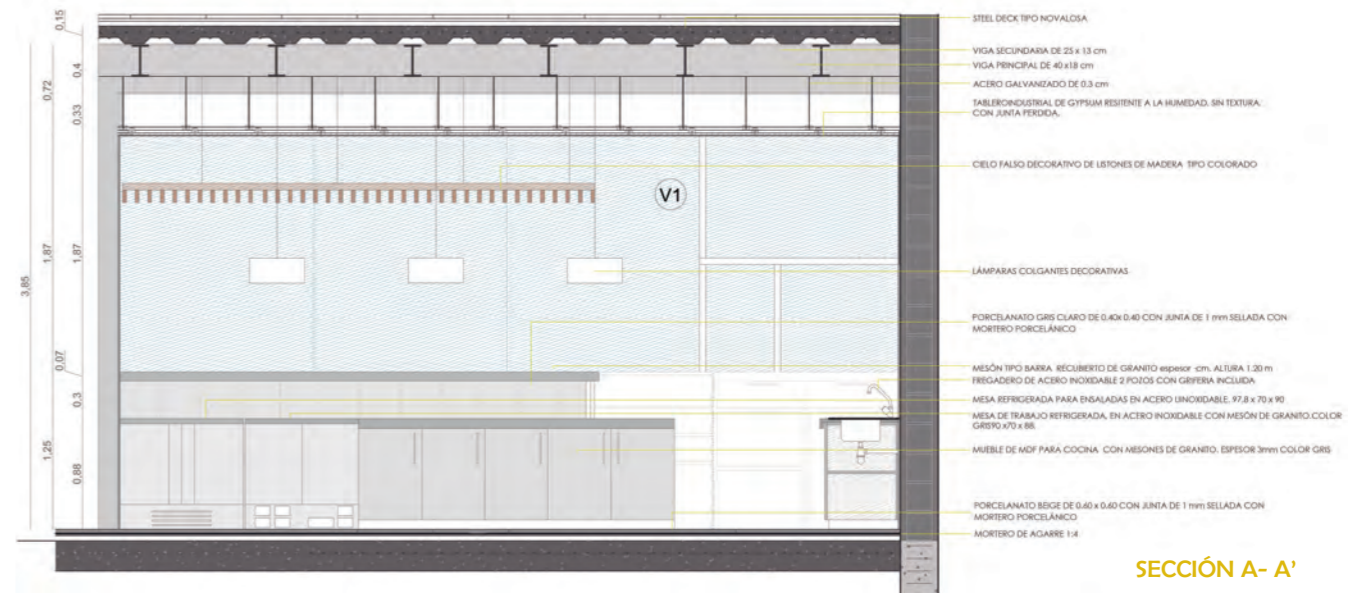 0,15
0,4
0,72
0,33
3,85
1,87
1,87
0,07
0,3
1,25
0,88
V1
STEEL DECK TIPO NOVALOSA
VIGA SECUNDARIA DE 25 x 13 cm
VIGA PRINCIPAL DE 40 x18 cm
ACERO GALVANIZADO DE 0.3 cm
TABLEROINDUSTRIAL DE GYPSUM RESITENTE A LA HUMEDAD. SIN TEXTURA.
CON JUNTA PERDIDA.
CIELO FALSO DECORATIVO DE LISTONES DE MADERA TIPO COLORADO
LÁMPARAS COLGANTES DECORATIVAS
PORCELANATO GRIS CLARO DE 0.40x 0.40 CON JUNTA DE 1 mm SELLADA CON
MORTERO PORCELÁNICO
MESÓN TIPO BARRA RECUBIERTO DE GRANITO espesor -cm. ALTURA 1.20 m
FREGADERO DE ACERO INOXIDABLE 2 POZOS CON GRIFERIA INCLUIDA
MESA REFRIGERADA PARA ENSALADAS EN ACERO IJNOXIDABLE. 97.8 x 70 x 90
MESA DE TRABAJO REFRIGERADA, EN ACERO INOXIDABLE CON MESÓN DE GRANITO.COLOR
GRIS90 x70 x 88.
MUEBLE DE MDF PARA COCINA CON MESONES DE GRANITO. ESPESOR 3mm COLOR GRIS
PORCELANATO BEIGE DE 0.60 x 0.60 CON JUNTA DE 1 mm SELLADA CON
MORTERO PORCELÁNICO
MORTERO DE AGARRE 1:4
SECCIÓN A- A'